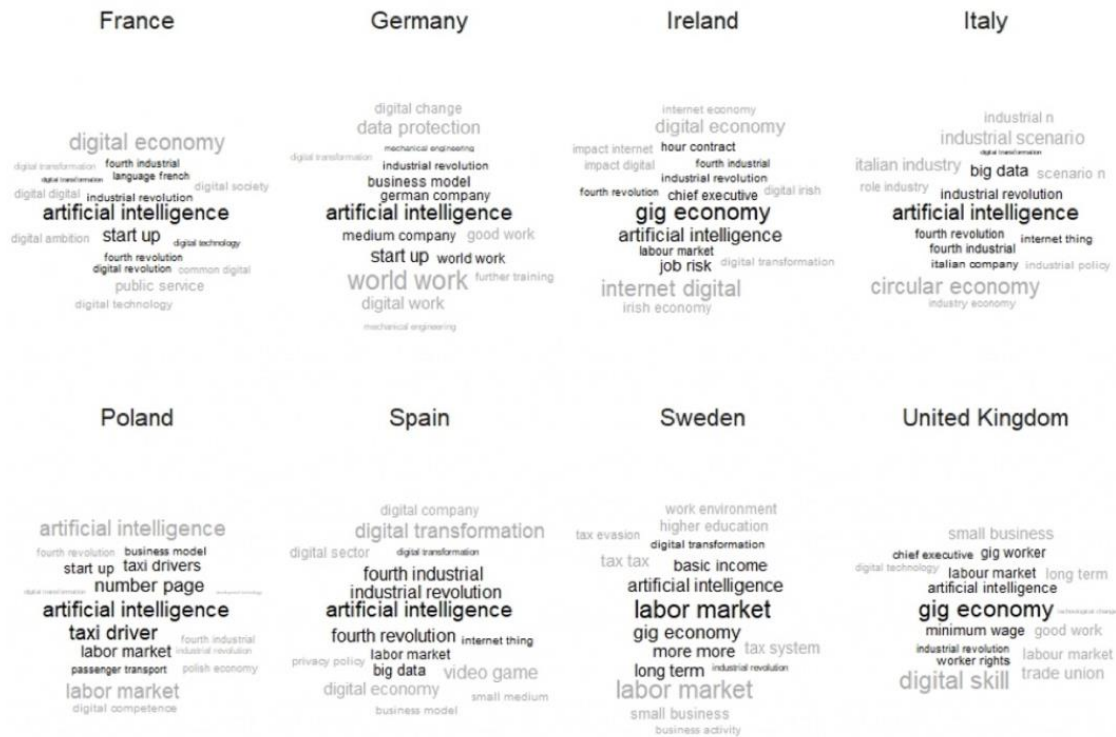 France
digital economy
digital transformation fourth industrial
digital transformation language french
digital digital industrial revolution digital society
artificial intelligence
digital ambition start up digital technology
fourth revolution
digital revolution common digital
public service
digital technology
Germany
digital change
data protection
mechanical engineering
digital transformation
industrial revolution
business model
german company
artificial intelligence
medium company good work
start up world work
world work further training
digital work
mechanical engineering
Ireland
internet economy
digital economy
impact internet hour contract
impact digital fourth industrial
industrial revolution
fourth revolution chief executive digital irish
gig economy
artificial intelligence
labour market
job risk digital transformation
internet digital
irish economy
Italy
industrial n
industrial scenario
digital transformation
italian industry big data scenario n
role industry industrial revolution
artificial intelligence
fourth revolution internet thing
fourth industrial
italian company industrial policy
circular economy
industry economy
Poland
artificial intelligence
fourth revolution business model
start up taxi drivers
number page
digital transformation
artificial intelligence
taxi driver
fourth industrial
labor market industrial revolution
passenger transport polish economy
labor market
digital competence
Spain
digital company
digital transformation
digital sector digital transformation
fourth industrial
industrial revolution
artificial intelligence
fourth revolution internet thing
labor market
privacy policy big data video game
digital economy small medium
business model
Sweden
work environment
higher education
tax evasion digital transformation
tax tax basic income
artificial intelligence
labor market
gig economy
more more tax system
long term industrial revolution
labor market
small business
business activity
United Kingdom
small business
chief executive gig worker
digital technology labour market long term
artificial intelligence
gig economy technological change
minimum wage good work
industrial revolution labour market
worker rights
digital skill trade union